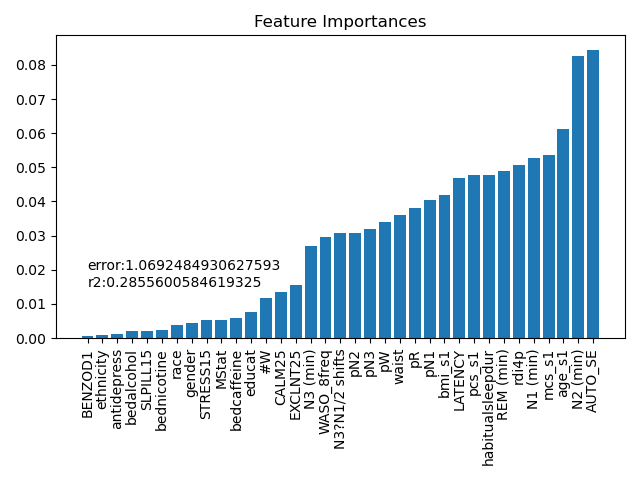 Feature Importances
0.08
0.07
0.06
0.05
0.04
0.03
0.02
0.01
0.00
error:1.0692484930627593
r2:0.2855600584619325
BENZOD1
ethnicity
antidepress
bedalcohol
SLPILL15
bednicotine
race
gender
STRESS15
MStat
bedcaffeine
educat
#W
CALM25
EXCLNT25
N3 (min)
WASO_8freq
N3?N1/2 shifts
pN2
pN3
pW
waist
pR
pN1
bmi_s1
LATENCY
pcs_s1
habitualsleepdur
REM (min)
rdi4p
N1 (min)
mcs_s1
age_s1
N2 (min)
AUTO_SE